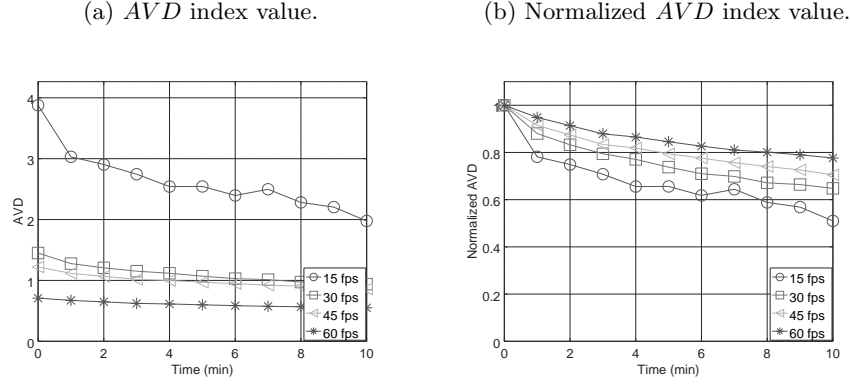 (a) AVD index value.
(b) Normalized AVD index value.
4
3
2
1
0
AVD
0 2 4 6 8 10
Time (min)
15 fps
30 fps
45 fps
60 fps
1
0.8
0.6
0.4
0.2
0
Normalized AVD
0 2 4 6 8 10
Time (min)
15 fps
30 fps
45 fps
60 fps